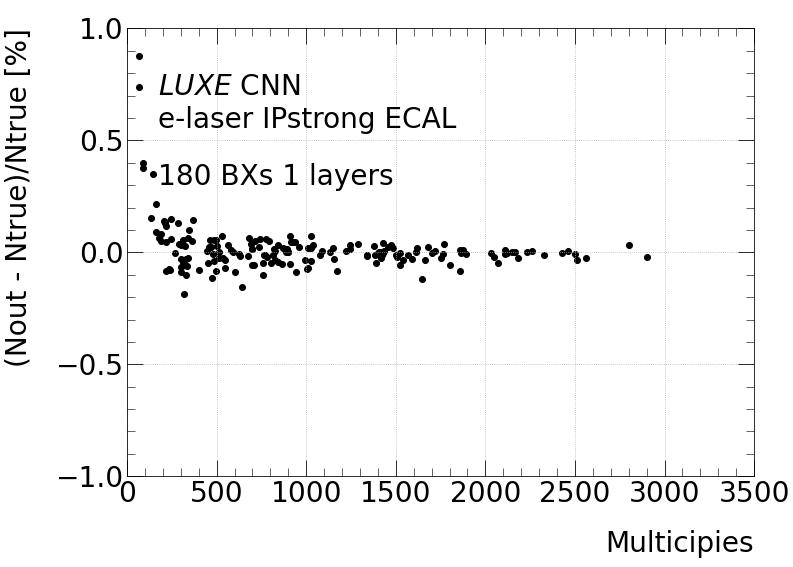 (Nout - Ntrue)/Ntrue [%]
1.0
0.5
0.0
−0.5
−1.0
LUXE CNN
e-laser IPstrong ECAL
180 BXs 1 layers
0 500 1000 1500 2000 2500 3000 3500
Multicipies